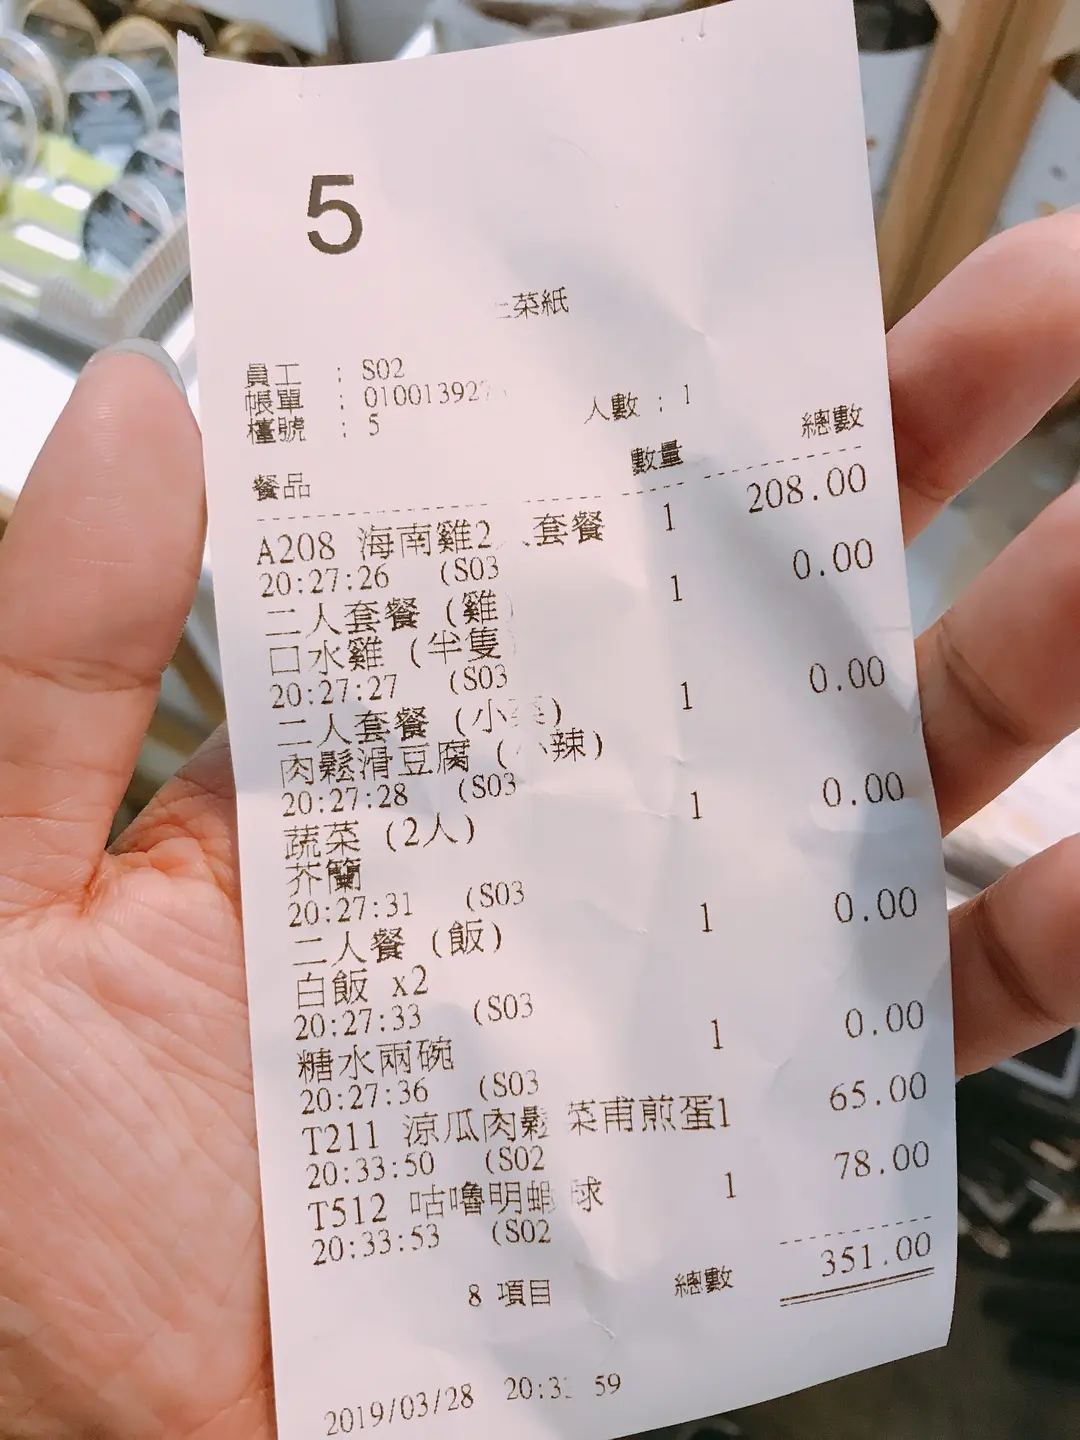 5
菜紙
員工 : S02
帳單 : 010013927
人數 : 1
檯號 : 5
餐品 數量 總數
A208 海南雞2 套餐 1 208.00
20:27:26 (S03
二人套餐 (雞 1 0.00
口水雞 (半隻
20:27:27 (S03
二人套餐 (小菜) 1 0.00
肉鬆滑豆腐 ( 辣)
20:27:28 (S03
蔬菜 (2人) 1 0.00
芥蘭
20:27:31 (S03
二人餐 (飯) 1 0.00
白飯 x2
20:27:33 (S03
糖水兩碗 1 0.00
20:27:36 (S03
T211 涼瓜肉鬆菜甫煎蛋1 65.00
20:33:50 (S02
T512 咕嚕明蝦球 1 78.00
20:33:53 (S02
8 項目 總數 351.00
2019/03/28 20:3 59